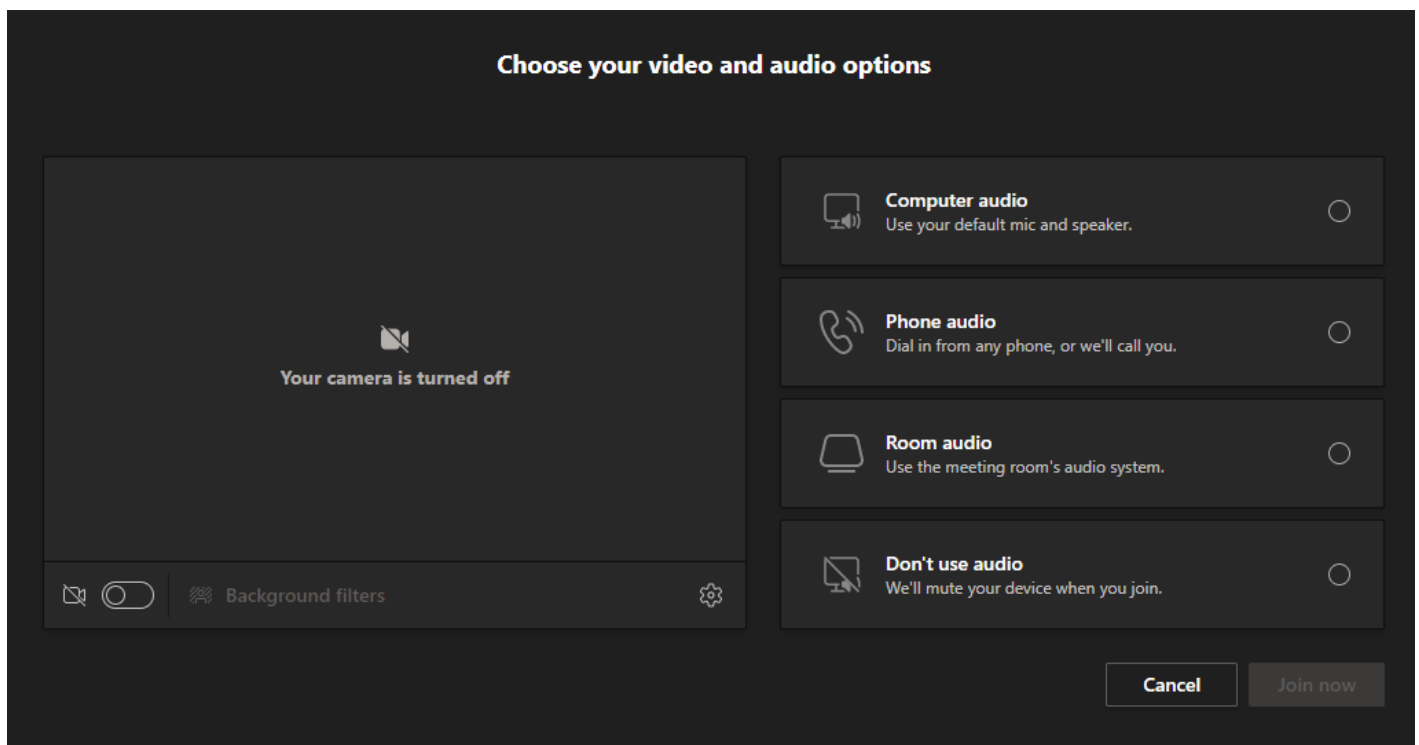 Choose your video and audio options
Your camera is turned off
Background filters
Computer audio
Use your default mic and speaker.
Phone audio
Dial in from any phone, or we'll call you.
Room audio
Use the meeting room's audio system.
Don't use audio
We'll mute your device when you join.
Cancel
Join now